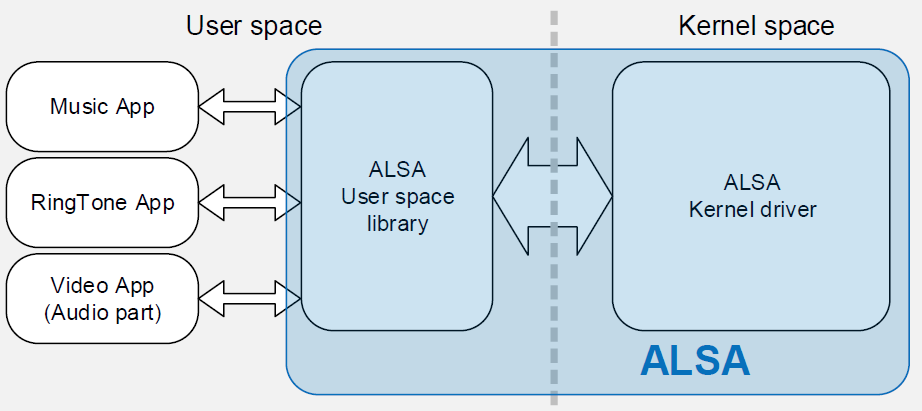 User space
Kernel space
Music App
RingTone App
Video App
(Audio part)
ALSA
User space
library
ALSA
Kernel driver
ALSA